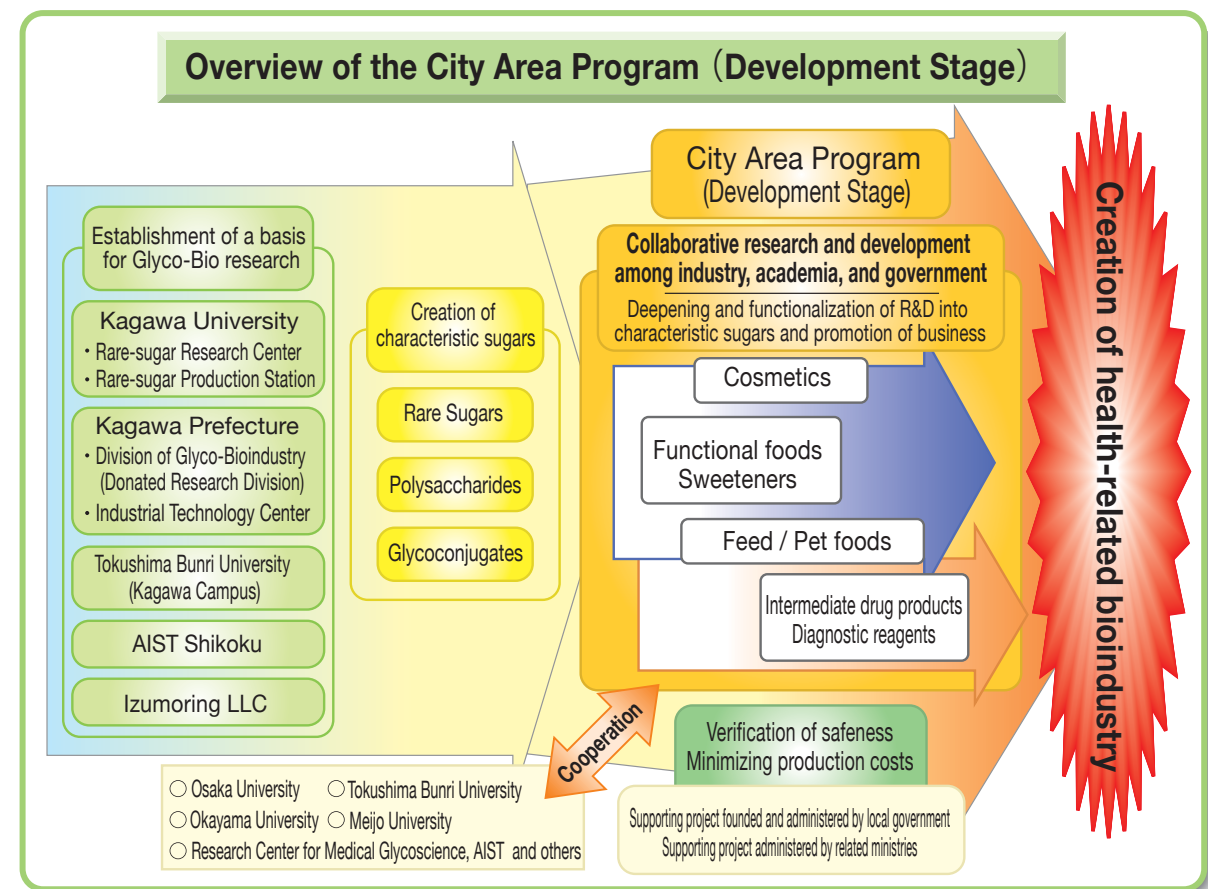 Overview of the City Area Program（Development Stage）
Establishment of a basis
for Glyco-Bio research
Kagawa University
・Rare-sugar Research Center
・Rare-sugar Production Station
Kagawa Prefecture
・Division of Glyco-Bioindustry
(Donated Research Division)
・Industrial Technology Center
Tokushima Bunri University
(Kagawa Campus)
AIST Shikoku
Izumoring LLC
Creation of
characteristic sugars
Rare Sugars
Polysaccharides
Glycoconjugates
City Area Program
(Development Stage)
Collaborative research and development
among industry, academia, and government
Deepening and functionalization of R&D into
characteristic sugars and promotion of business
Cosmetics
Functional foods
Sweeteners
Feed / Pet foods
Intermediate drug products
Diagnostic reagents
Cooperation
○ Osaka University ○ Tokushima Bunri University
○ Okayama University ○ Meijo University
○ Research Center for Medical Glycoscience, AIST and others
Verification of safeness
Minimizing production costs
Supporting project founded and administered by local government
Supporting project administered by related ministries
Creation of health-related bioindustry